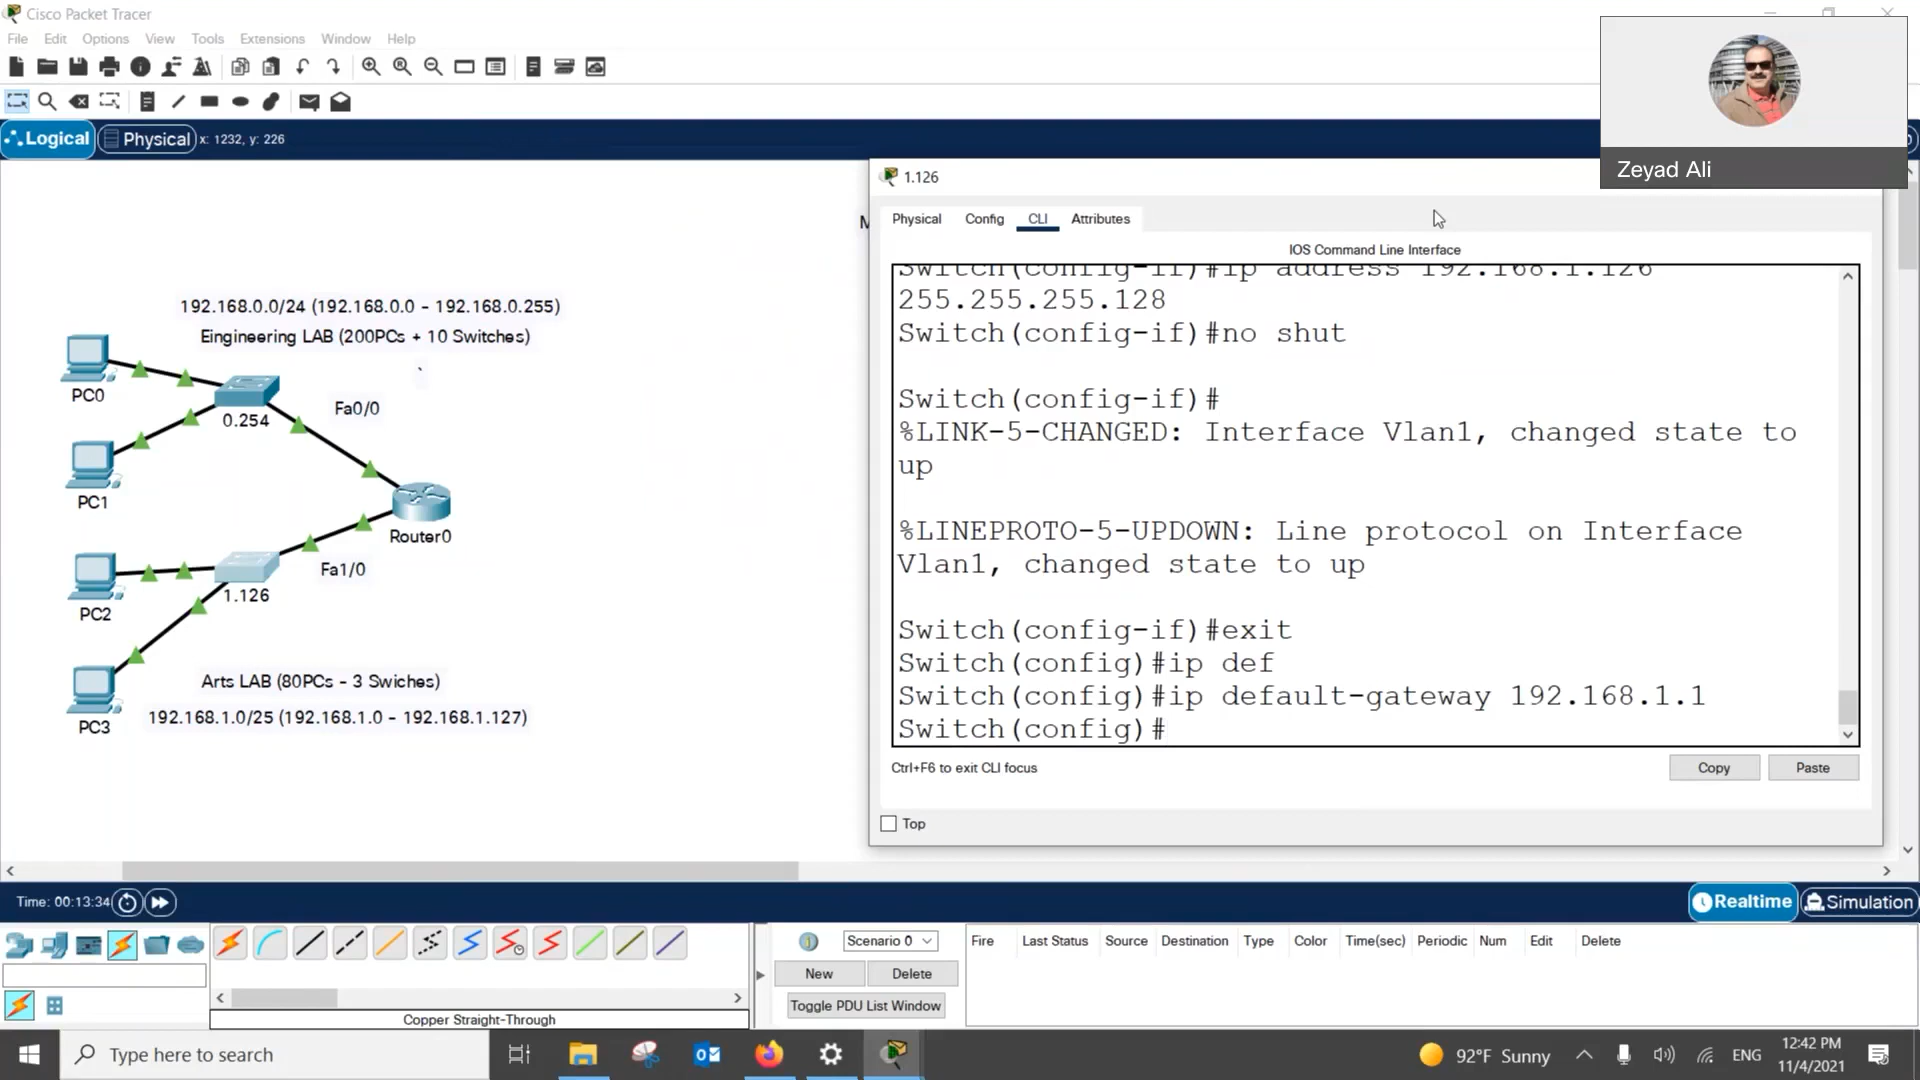 Cisco Packet Tracer
File Edit Options View Tools Extensions Window Help
Logical Physical x: 1232, y: 226
Zeyad Ali
192.168.0.0/24 (192.168.0.0 - 192.168.0.255)
Eingineering LAB (200PCs + 10 Switches)
`
PC0
0.254
Fa0/0
PC1
Router0
Fa1/0
1.126
PC2
Arts LAB (80PCs - 3 Swiches)
192.168.1.0/25 (192.168.1.0 - 192.168.1.127)
PC3
M
1.126
Physical Config CLI Attributes
IOS Command Line Interface
Switch(config-if)#ip address 192.168.1.126
255.255.255.128
Switch(config-if)#no shut
Switch(config-if)#
%LINK-5-CHANGED: Interface Vlan1, changed state to
up
%LINEPROTO-5-UPDOWN: Line protocol on Interface
Vlan1, changed state to up
Switch(config-if)#exit
Switch(config)#ip def
Switch(config)#ip default-gateway 192.168.1.1
Switch(config)#
Ctrl+F6 to exit CLI focus
Copy Paste
Top
Time: 00:13:34
Realtime Simulation
Scenario 0
New Delete
Toggle PDU List Window
Fire Last Status Source Destination Type Color Time(sec) Periodic Num Edit Delete
Copper Straight-Through
Type here to search
92°F Sunny
ENG
12:42 PM
11/4/2021